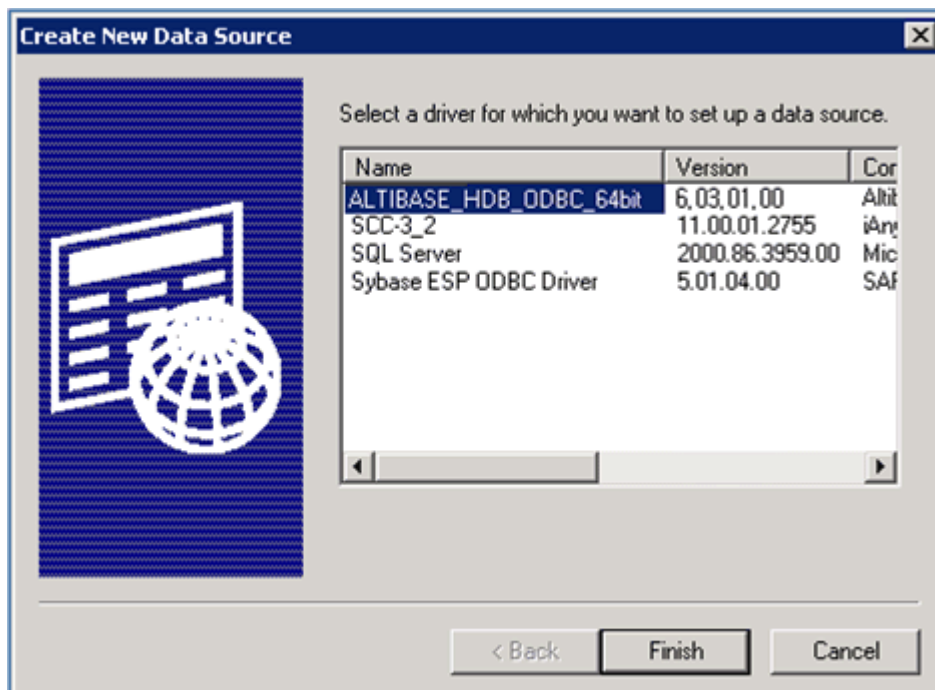 Create New Data Source
Select a driver for which you want to set up a data source.
Name Version
ALTIBASE_HDB_ODBC_64bit 6,03,01,00
SCC-3_2 11.00.01.2755
SQL Server 2000.86.3959.00 Mic
Sybase ESP ODBC Driver 5.01.04.00
< Back Finish Cancel